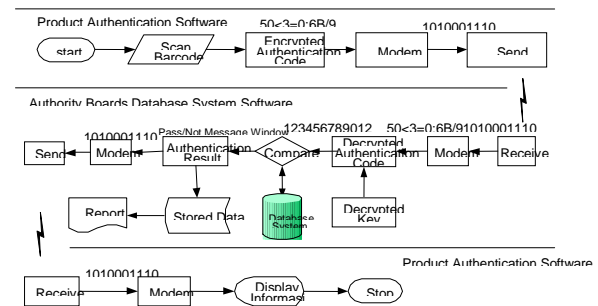 Product Authentication Software
50<3=0:6B/9
1010001110
start
Scan
Barcode
Encrypted
Authentication
Code
Modem
Send
Authority Boards Database System Software
1010001110
Pass/Not Message Window
123456789012
50<3=0:6B/9
1010001110
Send
Modem
Authentication
Result
Compare
Decrypted
Authentication
Code
Modem
Receive
Report
Stored Data
Database
System
Decrypted
Key
Product Authentication Software
1010001110
Receive
Modem
Display
Informasi
Stop